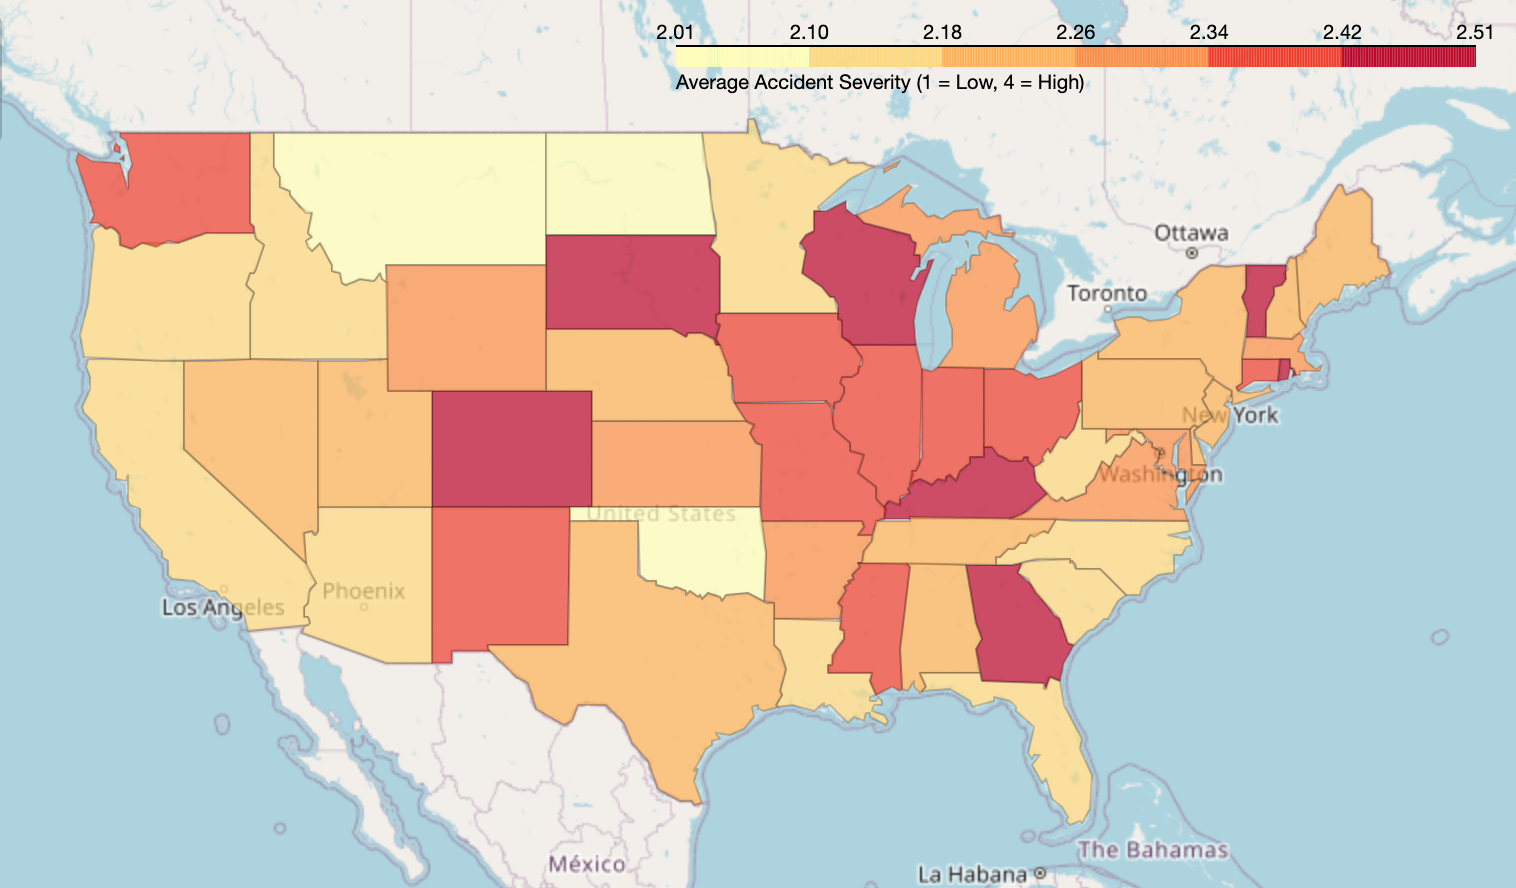 2.01 2.10 2.18 2.26 2.34 2.42 2.51
Average Accident Severity (1 = Low, 4 = High)
Ottawa
Toronto
New York
Washington
United States
Phoenix
Los Angeles
The Bahamas
México
La Habana